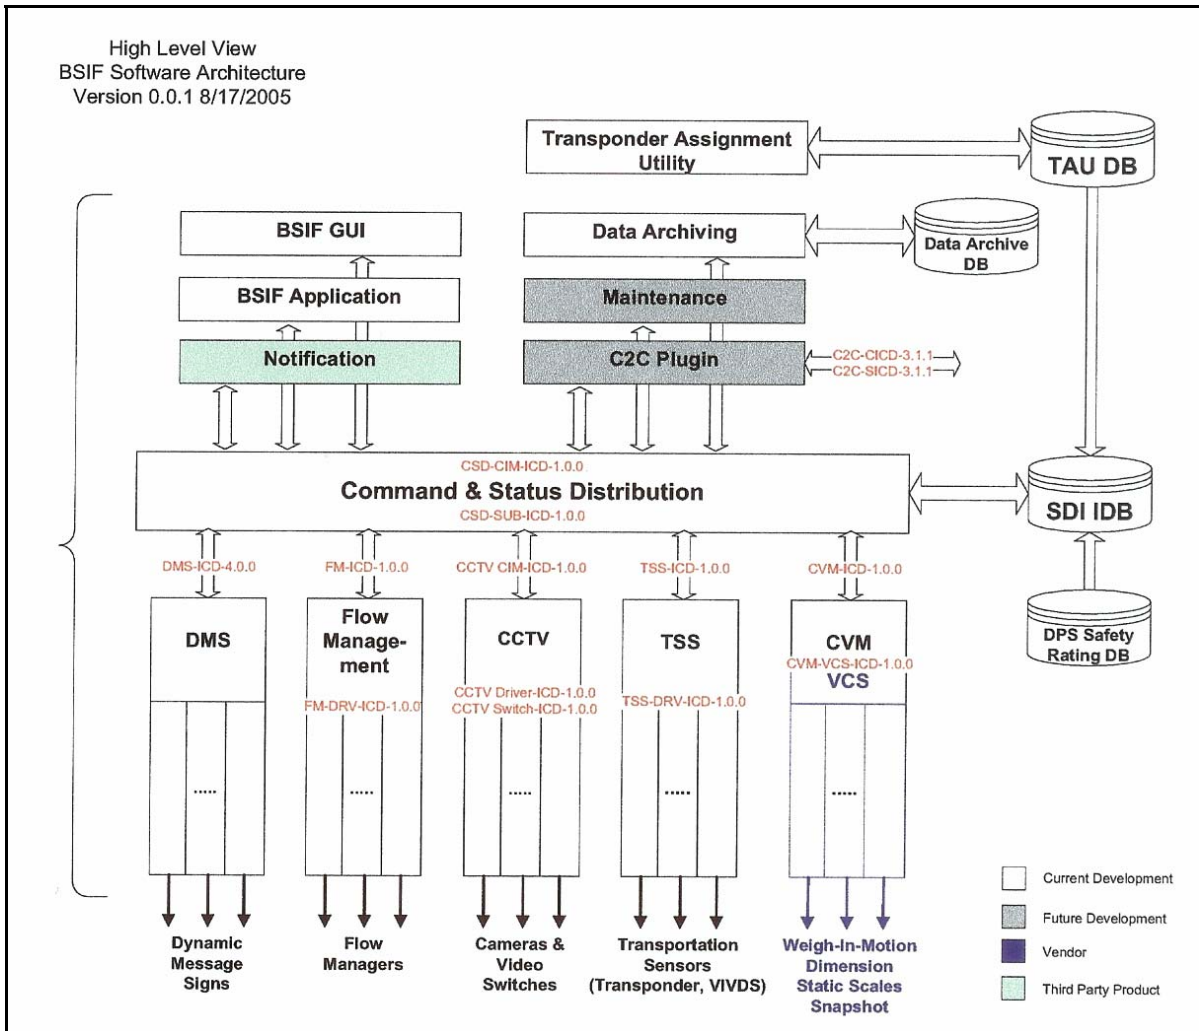 High Level View
BSIF Software Architecture
Version 0.0.1 8/17/2005
Transponder Assignment
Utility
TAU DB
BSIF GUI
Data Archiving
Data Archive
DB
BSIF Application
Maintenance
Notification
C2C Plugin
C2C-CICD-3.1.1
C2C-SICD-3.1.1
CSD-CIM-ICD-1.0.0
Command & Status Distribution
CSD-SUB-ICD-1.0.0
SDI IDB
DMS-ICD-4.0.0
FM-ICD-1.0.0
CCTV CIM-ICD-1.0.0
TSS-ICD-1.0.0
CVM-ICD-1.0.0
DMS
Flow
Manage-
ment
FM-DRV-ICD-1.0.0
CCTV
CCTV Driver-ICD-1.0.0
CCTV Switch-ICD-1.0.0
TSS
TSS-DRV-ICD-1.0.0
CVM
CVM-VCS-ICD-1.0.0
VCS
DPS Safety
Rating DB
.....
.....
.....
.....
.....
Dynamic
Message
Signs
Flow
Managers
Cameras &
Video
Switches
Transportation
Sensors
(Transponder, VIVDS)
Weigh-In-Motion
Dimension
Static Scales
Snapshot
Current Development
Future Development
Vendor
Third Party Product